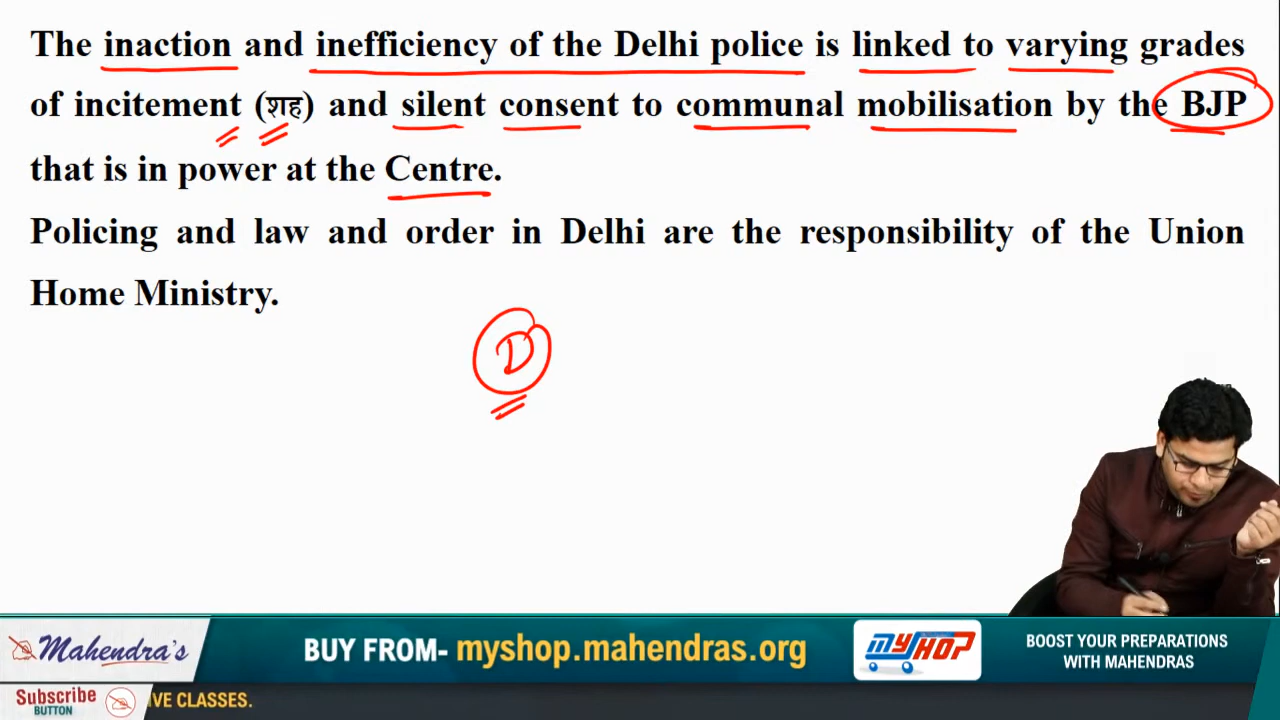 The inaction and inefficiency of the Delhi police is linked to varying grades
of incitement (शह) and silent consent to communal mobilisation by the BJP
that is in power at the Centre.
Policing and law and order in Delhi are the responsibility of the Union
Home Ministry.
D
Mahendra's
BUY FROM- myshop.mahendras.org
MYSHOP
BOOST YOUR PREPARATIONS
WITH MAHENDRAS
Subscribe
BUTTON
IVE CLASSES.